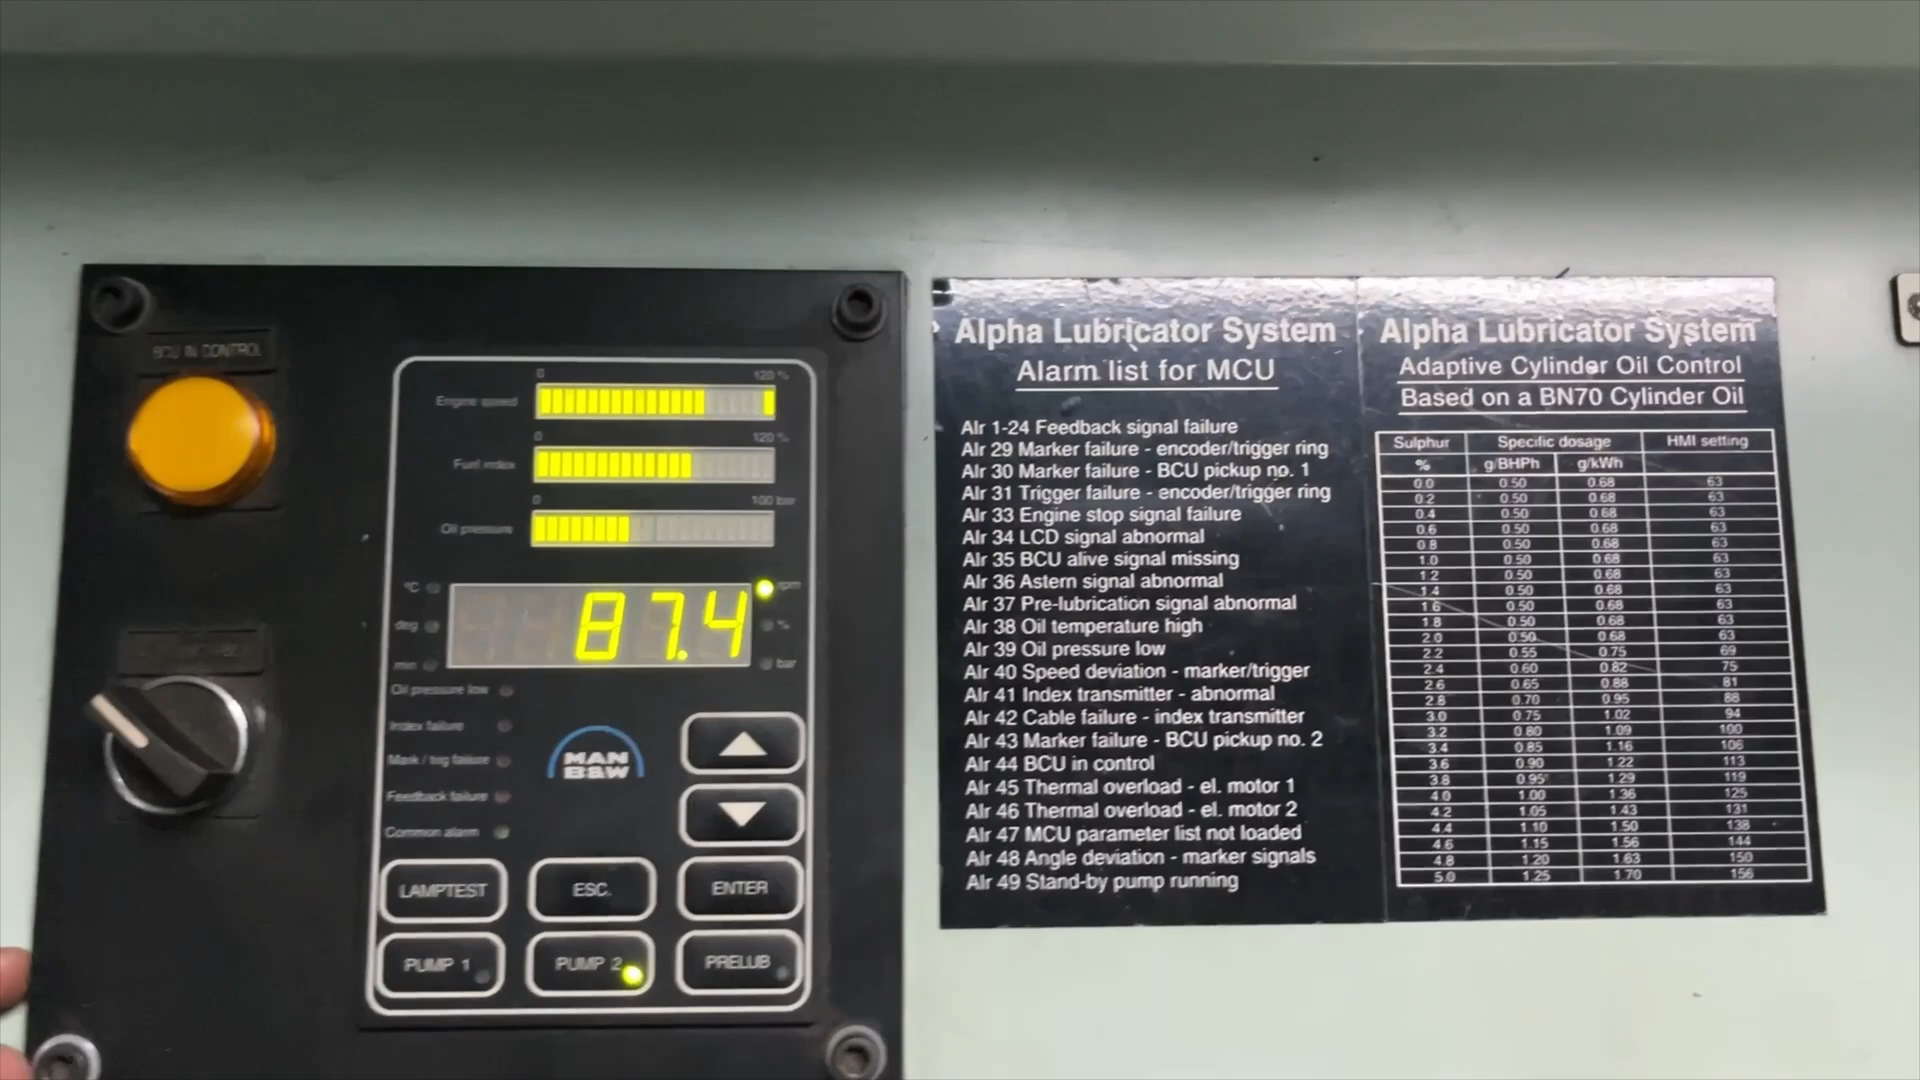 BCU IN CONTROL
0 120 %
Engine speed
0 120 %
Fuel index
0 100 bar
Oil pressure
°C rpm
deg 87.4 %
min bar
Oil pressure low
Index failure
Mark / trig failure
Feedback failure
Common alarm
MAN
B&W
LAMPTEST ESC. ENTER
PUMP 1 PUMP 2 PRELUB
Alpha Lubricator System
Alarm list for MCU
Alr 1-24 Feedback signal failure
Alr 29 Marker failure - encoder/trigger ring
Alr 30 Marker failure - BCU pickup no. 1
Alr 31 Trigger failure - encoder/trigger ring
Alr 33 Engine stop signal failure
Alr 34 LCD signal abnormal
Alr 35 BCU alive signal missing
Alr 36 Astern signal abnormal
Alr 37 Pre-lubrication signal abnormal
Alr 38 Oil temperature high
Alr 39 Oil pressure low
Alr 40 Speed deviation - marker/trigger
Alr 41 Index transmitter - abnormal
Alr 42 Cable failure - index transmitter
Alr 43 Marker failure - BCU pickup no. 2
Alr 44 BCU in control
Alr 45 Thermal overload - el. motor 1
Alr 46 Thermal overload - el. motor 2
Alr 47 MCU parameter list not loaded
Alr 48 Angle deviation - marker signals
Alr 49 Stand-by pump running
Alpha Lubricator System
Adaptive Cylinder Oil Control
Based on a BN70 Cylinder Oil
Sulphur Specific dosage HMI setting
% g/BHPh g/kWh
0.0 0.50 0.68 63
0.2 0.50 0.68 63
0.4 0.50 0.68 63
0.6 0.50 0.68 63
0.8 0.50 0.68 63
1.0 0.50 0.68 63
1.2 0.50 0.68 63
1.4 0.50 0.68 63
1.6 0.50 0.68 63
1.8 0.50 0.68 63
2.0 0.50 0.68 63
2.2 0.55 0.75 69
2.4 0.60 0.82 75
2.6 0.65 0.88 81
2.8 0.70 0.95 88
3.0 0.75 1.02 94
3.2 0.80 1.09 100
3.4 0.85 1.16 106
3.6 0.90 1.22 113
3.8 0.95 1.29 119
4.0 1.00 1.36 125
4.2 1.05 1.43 131
4.4 1.10 1.50 138
4.6 1.15 1.56 144
4.8 1.20 1.63 150
5.0 1.25 1.70 156